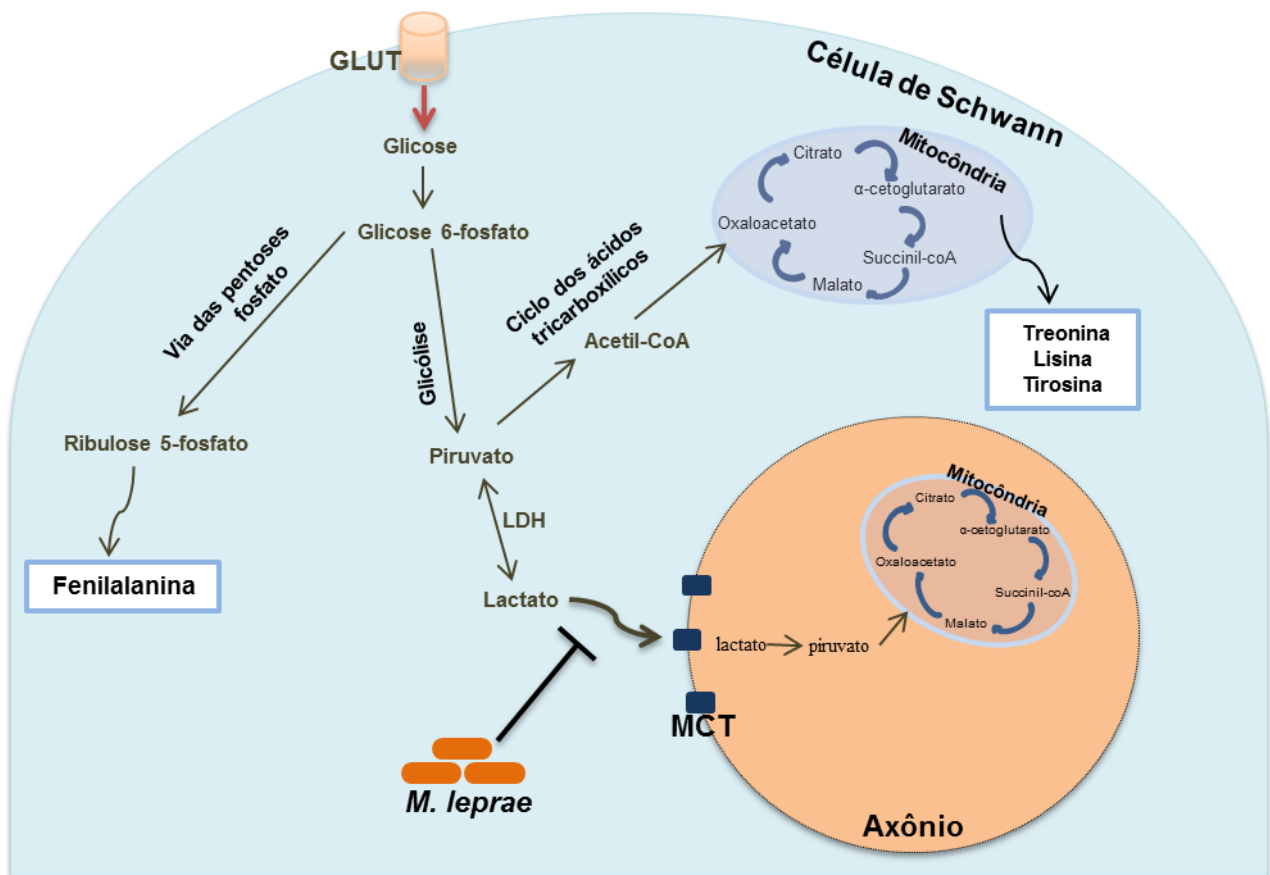 GLUT
Célula de Schwann
Glicose
Glicose 6-fosfato
Via das pentoses
fosfato
Glicólise
Ciclo dos ácidos
tricarboxílicos
Acetil-CoA
Mitocôndria
Citrato
α-cetoglutarato
Oxaloacetato
Succinil-coA
Malato
Treonina
Lisina
Tirosina
Ribulose 5-fosfato
Piruvato
Fenilalanina
LDH
Lactato
Mitocôndria
Citrato
α-cetoglutarato
Oxaloacetato
Succinil-coA
Malato
lactato
piruvato
MCT
M. leprae
Axônio